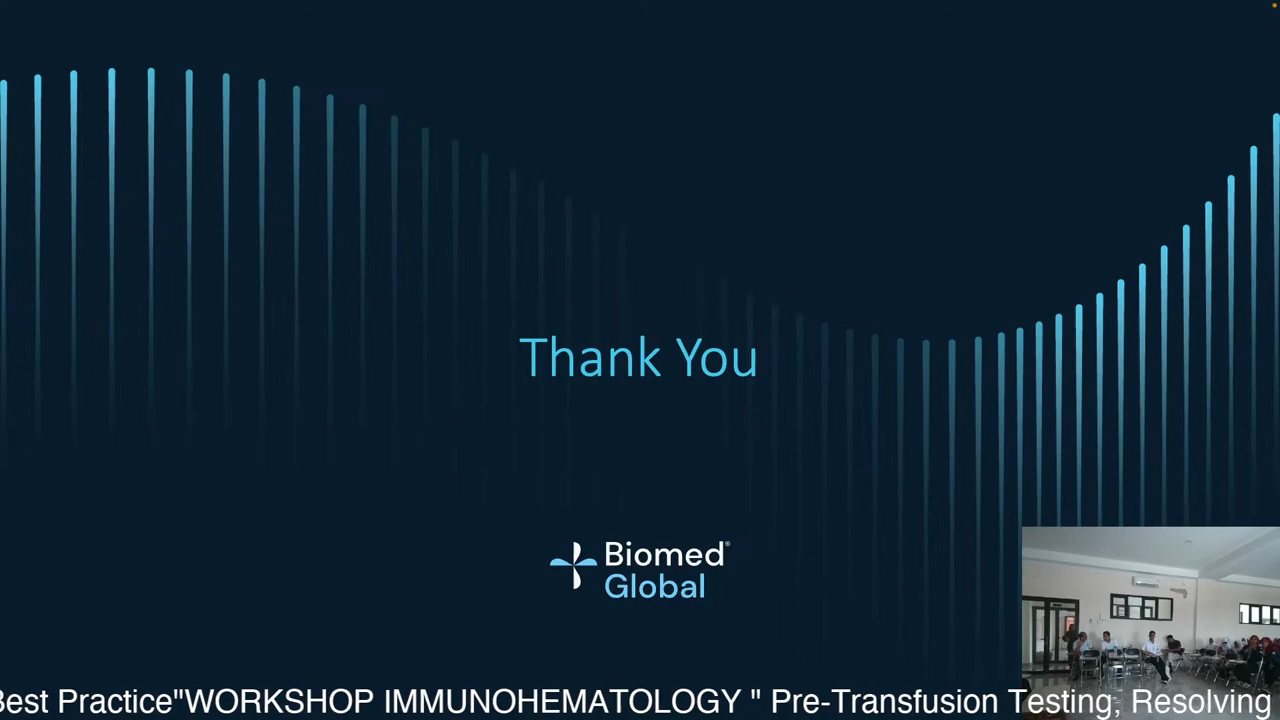 Thank You
Biomed®
Global
Best Practice"WORKSHOP IMMUNOHEMATOLOGY " Pre-Transfusion Testing, Resolving